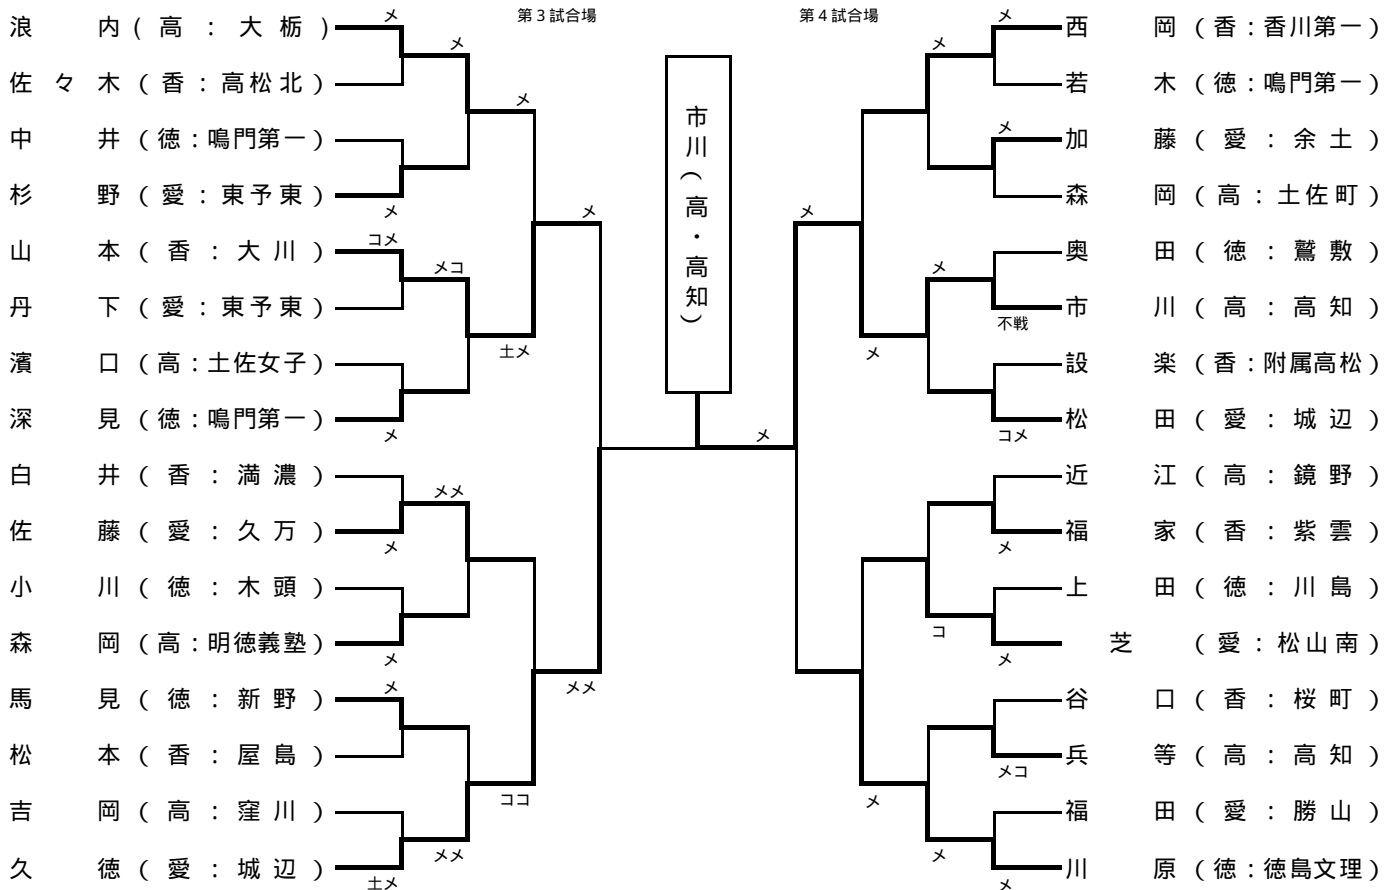 第3試合場
第4試合場
市川(高・高知)
浪内(高：大栃)
メ
佐々木(香：高松北)
メ
中井(徳：鳴門第一)
メ
杉野(愛：東予東)
メ
山本(香：大川)
コメ
メ
丹下(愛：東予東)
メコ
濱口(高：土佐女子)
土メ
深見(徳：鳴門第一)
メ
白井(香：満濃)
メメ
佐藤(愛：久万)
メ
小川(徳：木頭)
森岡(高：明徳義塾)
メ
馬見(徳：新野)
メ
メメ
松本(香：屋島)
吉岡(高：窪川)
ココ
久徳(愛：城辺)
メメ
土メ
西岡(香：香川第一)
メ
若木(徳：鳴門第一)
メ
加藤(愛：余土)
メ
森岡(高：土佐町)
メ
奥田(徳：鷲敷)
メ
市川(高：高知)
不戦
設楽(香：附属高松)
メ
松田(愛：城辺)
コメ
メ
近江(高：鏡野)
福家(香：紫雲)
メ
上田(徳：川島)
コ
芝(愛：松山南)
メ
谷口(香：桜町)
兵等(高：高知)
メコ
福田(愛：勝山)
メ
川原(徳：徳島文理)
メ
メ